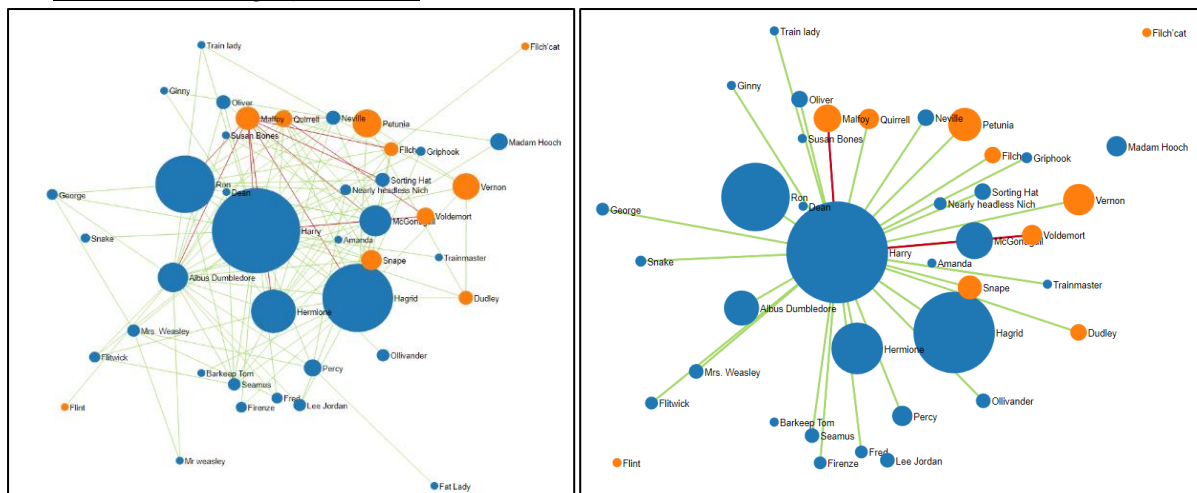 Train lady
Filch'cat
Ginny
Oliver
Malfoy
Quirrell
Neville
Petunia
Susan Bones
Madam Hooch
Filch
Griphook
Ron
Sorting Hat
Dean
Nearly headless Nich
Vernon
George
McGonagall
Voldemort
Harry
Snake
Amanda
Trainmaster
Snape
Albus Dumbledore
Hagrid
Dudley
Hermione
Mrs. Weasley
Flitwick
Ollivander
Barkeep Tom
Percy
Seamus
Fred
Flint
Firenze
Lee Jordan
Mr weasley
Fat Lady
Train lady
Filch'cat
Ginny
Oliver
Malfoy
Quirrell
Neville
Petunia
Susan Bones
Madam Hooch
Filch
Griphook
Ron
Sorting Hat
Dean
Nearly headless Nich
Vernon
George
Voldemort
McGonagall
Harry
Snake
Amanda
Trainmaster
Snape
Albus Dumbledore
Hagrid
Dudley
Hermione
Mrs. Weasley
Flitwick
Ollivander
Percy
Barkeep Tom
Seamus
Fred
Flint
Firenze
Lee Jordan